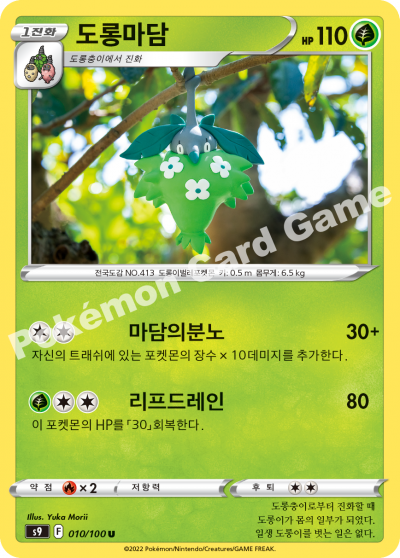 1진화
도롱마담
HP 110
도롱충이에서 진화
Pokémon Card Game
전국도감 NO.413 도롱이벌레포켓몬 키: 0.5 m 몸무게: 6.5 kg
마담의분노 30+
자신의 트래쉬에 있는 포켓몬의 장수 × 10데미지를 추가한다.
리프드레인 80
이 포켓몬의 HP를 「30」회복한다.
약점 ×2 저항력 후퇴
Illus. Yuka Morii
s9 F 010/100 U
도롱충이로부터 진화할 때
도롱이가 몸의 일부가 되었다.
일생 도롱이를 벗는 일은 없다.
©2022 Pokémon/Nintendo/Creatures/GAME FREAK.